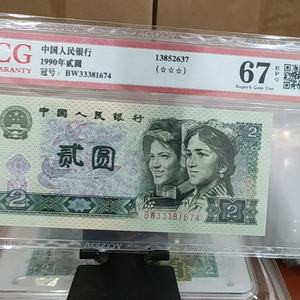 CG
ARANTY
中国人民银行
1990年贰圆
冠号: BW33381674
13852637
(☆☆☆)
67 EPQ
Superb Gem Unc
中国人民银行
贰圆
2
2
BW33381674